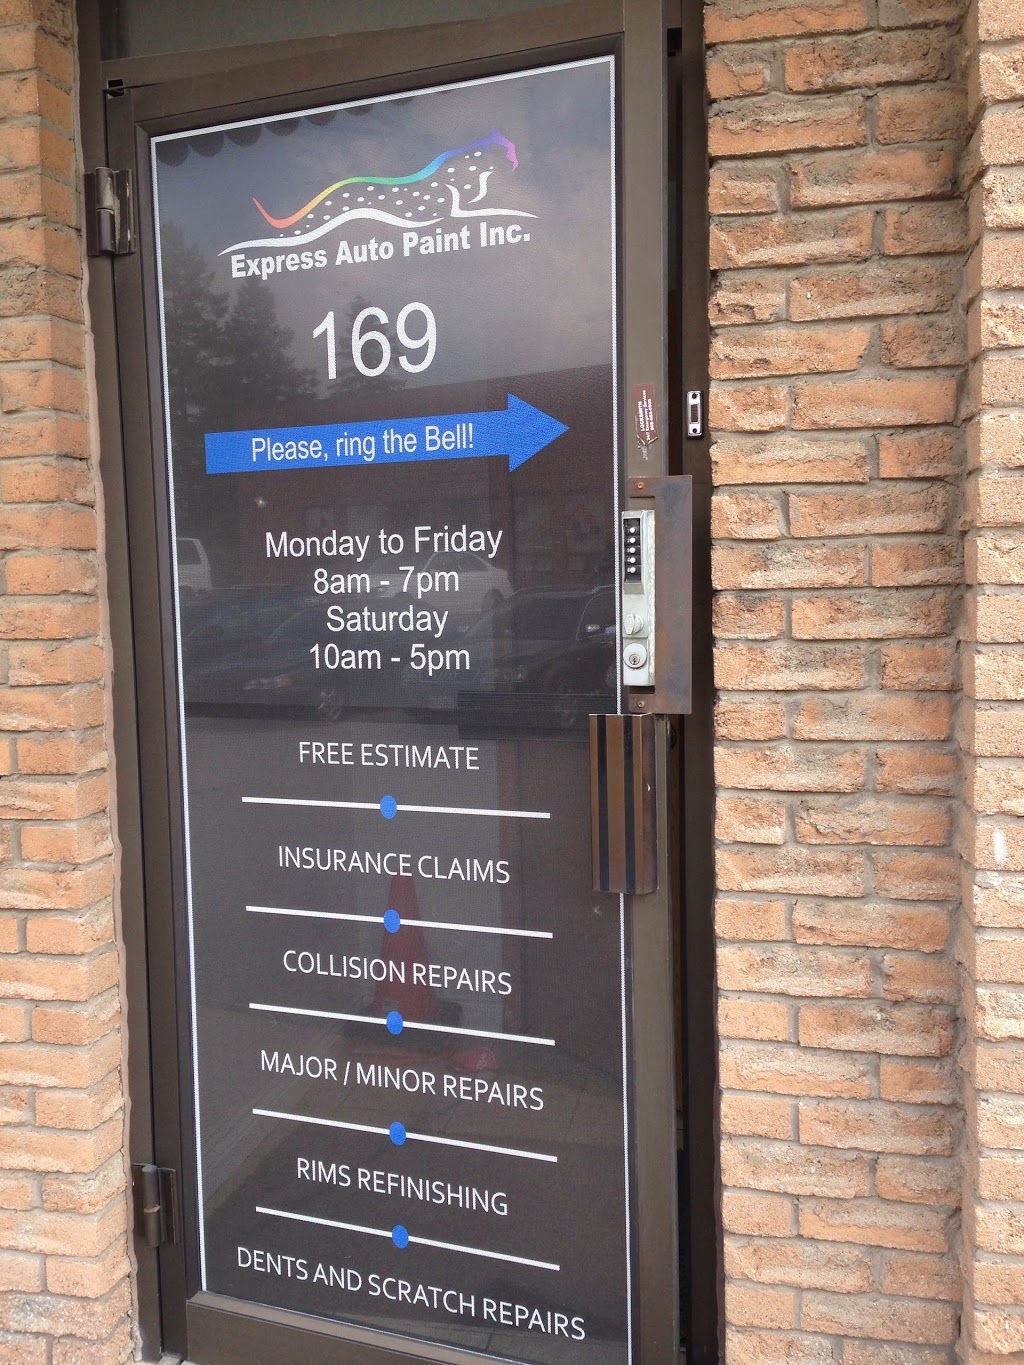 Express Auto Paint Inc.
169
Please, ring the Bell!
LOCKSMITH
Monday to Friday
8am - 7pm
Saturday
10am - 5pm
FREE ESTIMATE
INSURANCE CLAIMS
COLLISION REPAIRS
MAJOR / MINOR REPAIRS
RIMS REFINISHING
DENTS AND SCRATCH REPAIRS